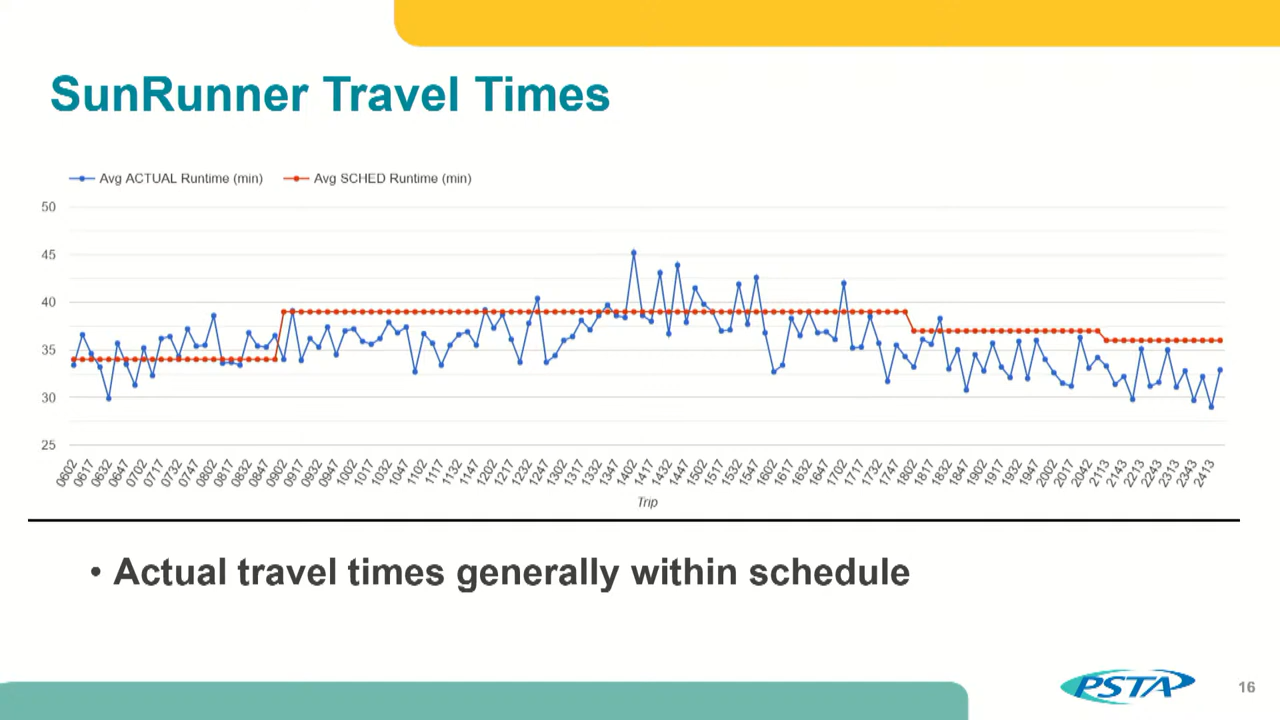 SunRunner Travel Times
Avg ACTUAL Runtime (min) Avg SCHED Runtime (min)
50
45
40
35
30
25
0602 0617 0632 0647 0702 0717 0732 0747 0802 0817 0832 0847 0902 0917 0932 0947 1002 1017 1032 1047 1102 1117 1132 1147 1202 1217 1232 1247 1302 1317 1332 1347 1402 1417 1432 1447 1502 1517 1532 1547 1602 1617 1632 1647 1702 1717 1732 1747 1802 1817 1832 1847 1902 1917 1932 1947 2002 2017 2042 2113 2143 2213 2243 2313 2343 2413
Trip
• Actual travel times generally within schedule
PSTA
16